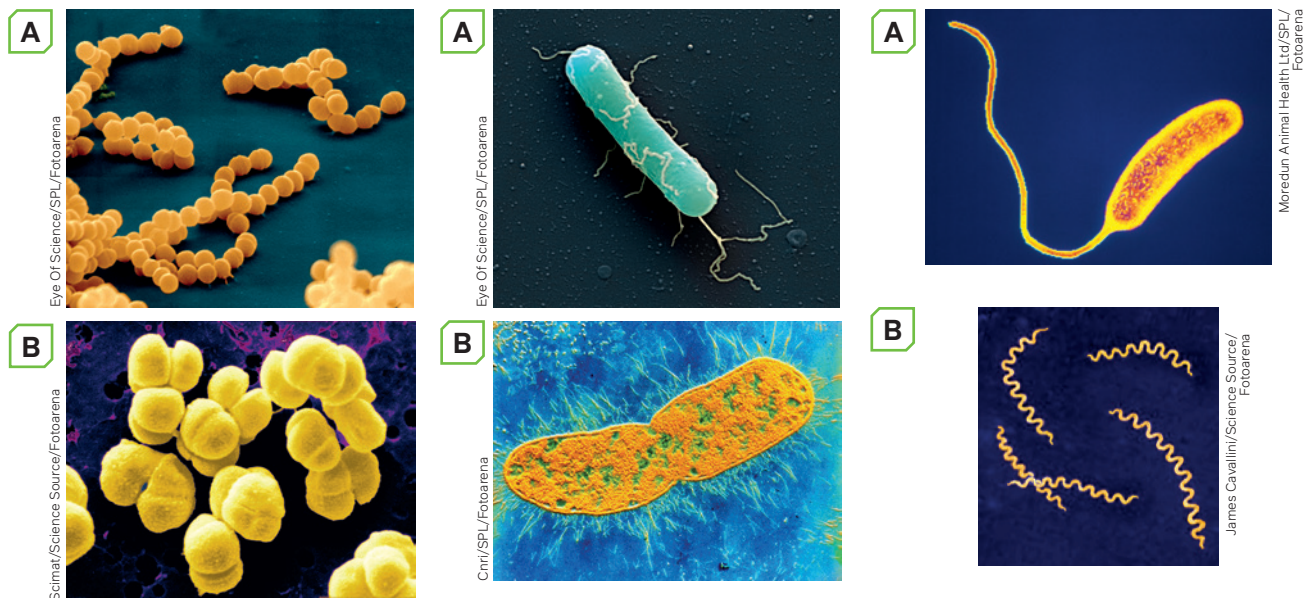 A
Eye Of Science/SPL/Fotoarena
A
Eye Of Science/SPL/Fotoarena
A
Moredun Animal Health Ltd/SPL/
Fotoarena
B
Scimat/Science Source/Fotoarena
B
Cnri/SPL/Fotoarena
B
James Cavallini/Science Source/
Fotoarena